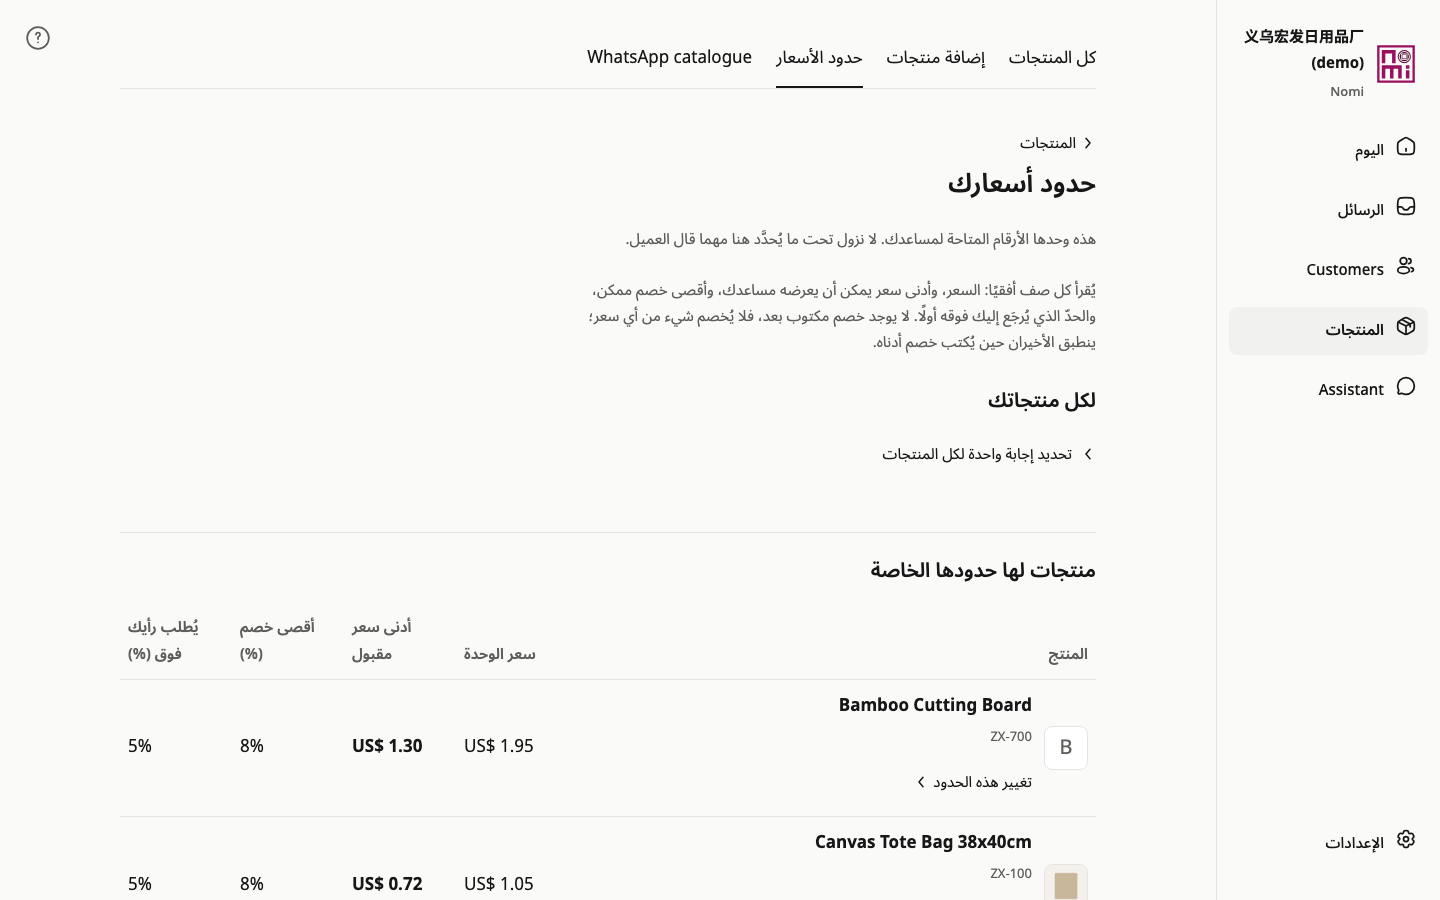 义乌宏发日用品厂
(demo)
Nomi
اليوم
الرسائل
Customers
المنتجات
Assistant
الإعدادات
كل المنتجات
إضافة منتجات
حدود الأسعار
WhatsApp catalogue
المنتجات
حدود أسعارك
هذه وحدها الأرقام المتاحة لمساعدك. لا نزول تحت ما يُحدَّد هنا مهما قال العميل.
يُقرأ كل صف أفقيًا: السعر، وأدنى سعر يمكن أن يعرضه مساعدك، وأقصى خصم ممكن،
والحدّ الذي يُرجَع إليك فوقه أولًا. لا يوجد خصم مكتوب بعد، فلا يُخصم شيء من أي سعر؛
ينطبق الأخيران حين يُكتب خصم أدناه.
لكل منتجاتك
تحديد إجابة واحدة لكل المنتجات
منتجات لها حدودها الخاصة
المنتج
سعر الوحدة
أدنى سعر
مقبول
أقصى خصم
(%)
يُطلب رأيك
فوق (%)
B
Bamboo Cutting Board
ZX-700
تغيير هذه الحدود
US$ 1.95
US$ 1.30
8%
5%
Canvas Tote Bag 38x40cm
ZX-100
US$ 1.05
US$ 0.72
8%
5%